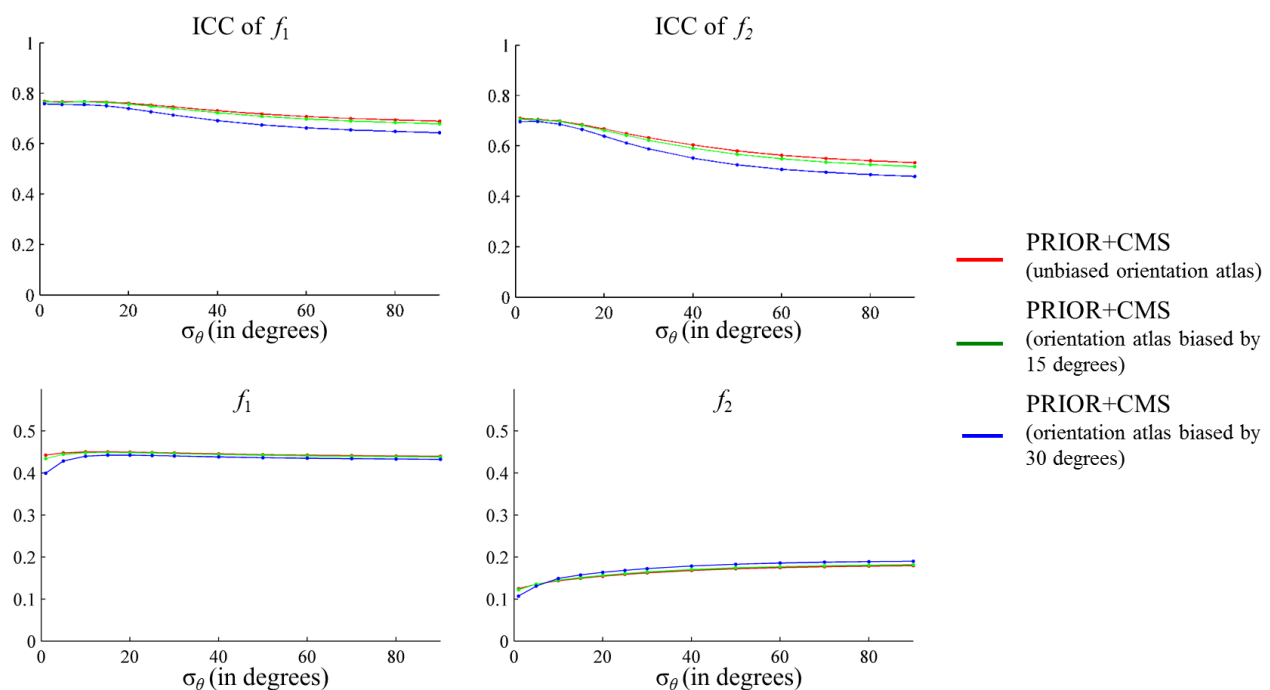 ICC of f1
1
0.8
0.6
0.4
0.2
0
0 20 40 60 80
σθ (in degrees)
ICC of f2
1
0.8
0.6
0.4
0.2
0
0 20 40 60 80
σθ (in degrees)
f1
0.5
0.4
0.3
0.2
0.1
0
0 20 40 60 80
σθ (in degrees)
f2
0.5
0.4
0.3
0.2
0.1
0
0 20 40 60 80
σθ (in degrees)
PRIOR+CMS
(unbiased orientation atlas)
PRIOR+CMS
(orientation atlas biased by
15 degrees)
PRIOR+CMS
(orientation atlas biased by
30 degrees)